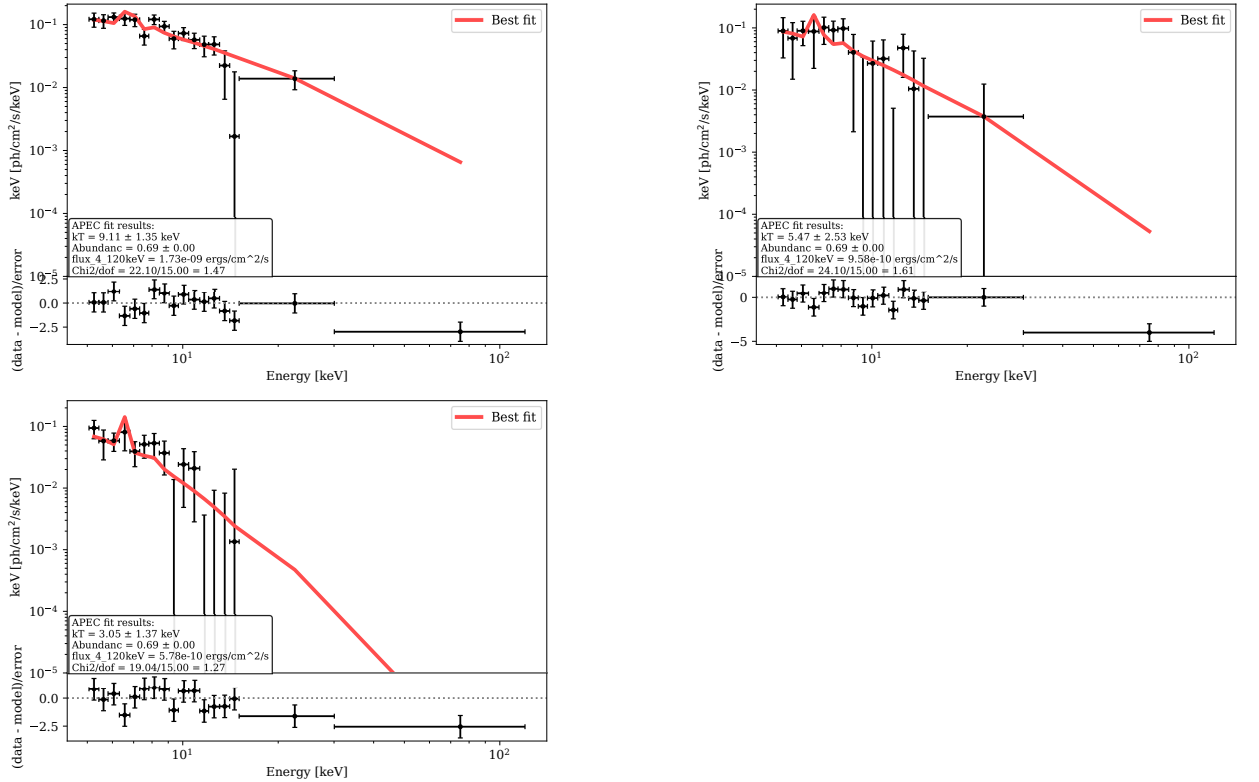 10⁻¹
10⁻²
10⁻³
10⁻⁴
10⁻⁵
keV [ph/cm²/s/keV]
Best fit
APEC fit results:
kT = 9.11 ± 1.35 keV
Abundanc = 0.69 ± 0.00
flux_4_120keV = 1.73e-09 ergs/cm^2/s
Chi2/dof = 22.10/15.00 = 1.47
2.5
0.0
−2.5
(data - model)/error
10¹
10²
Energy [keV]
10⁻¹
10⁻²
10⁻³
10⁻⁴
10⁻⁵
keV [ph/cm²/s/keV]
Best fit
APEC fit results:
kT = 5.47 ± 2.53 keV
Abundanc = 0.69 ± 0.00
flux_4_120keV = 9.58e-10 ergs/cm^2/s
Chi2/dof = 24.10/15.00 = 1.61
0
−5
(data - model)/error
10¹
10²
Energy [keV]
10⁻¹
10⁻²
10⁻³
10⁻⁴
10⁻⁵
keV [ph/cm²/s/keV]
Best fit
APEC fit results:
kT = 3.05 ± 1.37 keV
Abundanc = 0.69 ± 0.00
flux_4_120keV = 5.78e-10 ergs/cm^2/s
Chi2/dof = 19.04/15.00 = 1.27
0.0
−2.5
(data - model)/error
10¹
10²
Energy [keV]